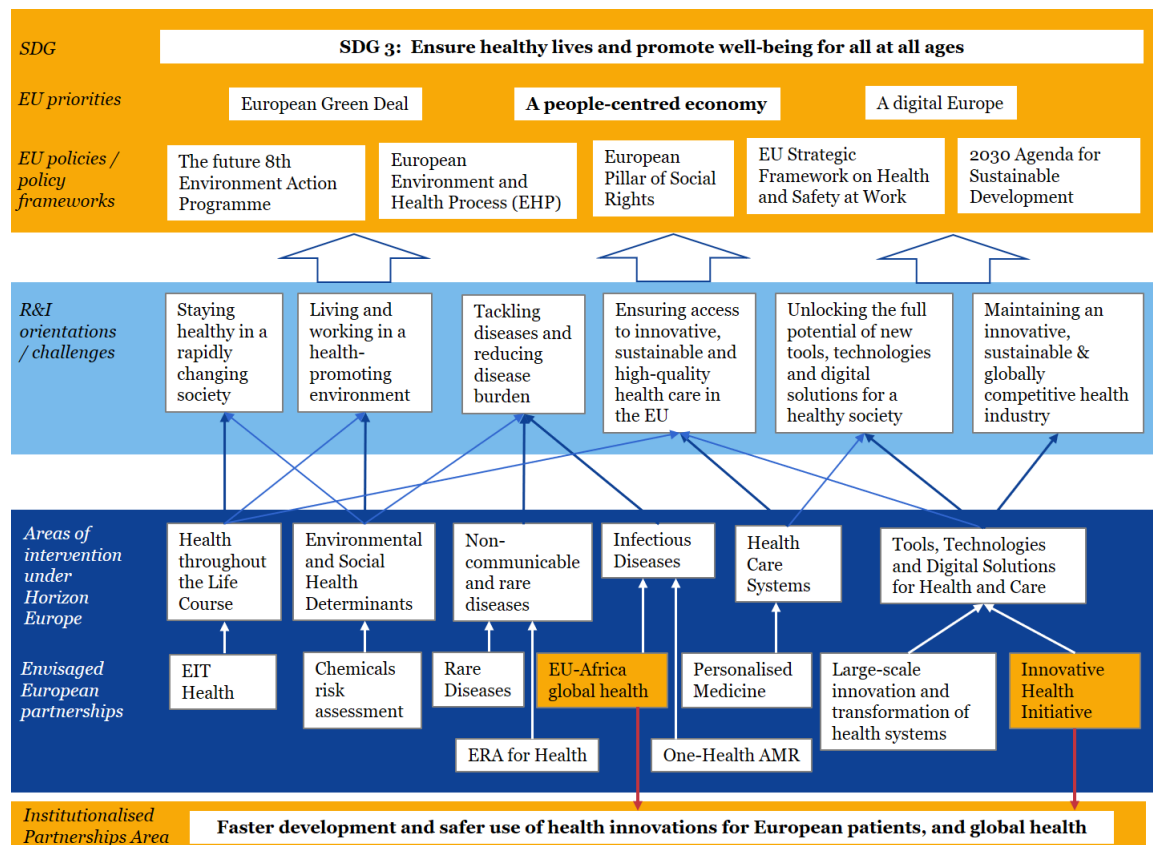 SDG
SDG 3: Ensure healthy lives and promote well-being for all at all ages
EU priorities
European Green Deal
A people-centred economy
A digital Europe
EU policies /
policy
frameworks
The future 8th
Environment Action
Programme
European
Environment and
Health Process (EHP)
European
Pillar of Social
Rights
EU Strategic
Framework on Health
and Safety at Work
2030 Agenda for
Sustainable
Development
R&I
orientations
/ challenges
Staying
healthy in a
rapidly
changing
society
Living and
working in a
health-
promoting
environment
Tackling
diseases and
reducing
disease
burden
Ensuring access
to innovative,
sustainable and
high-quality
health care in
the EU
Unlocking the full
potential of new
tools, technologies
and digital
solutions for a
healthy society
Maintaining an
innovative,
sustainable &
globally
competitive health
industry
Areas of
intervention
under
Horizon
Europe
Health
throughout
the Life
Course
Environmental
and Social
Health
Determinants
Non-
communicable
and rare
diseases
Infectious
Diseases
Health
Care
Systems
Tools, Technologies
and Digital Solutions
for Health and Care
Envisaged
European
partnerships
EIT
Health
Chemicals
risk
assessment
Rare
Diseases
EU-Africa
global health
Personalised
Medicine
Large-scale
innovation and
transformation of
health systems
Innovative
Health
Initiative
ERA for Health
One-Health AMR
Institutionalised
Partnerships Area
Faster development and safer use of health innovations for European patients, and global health